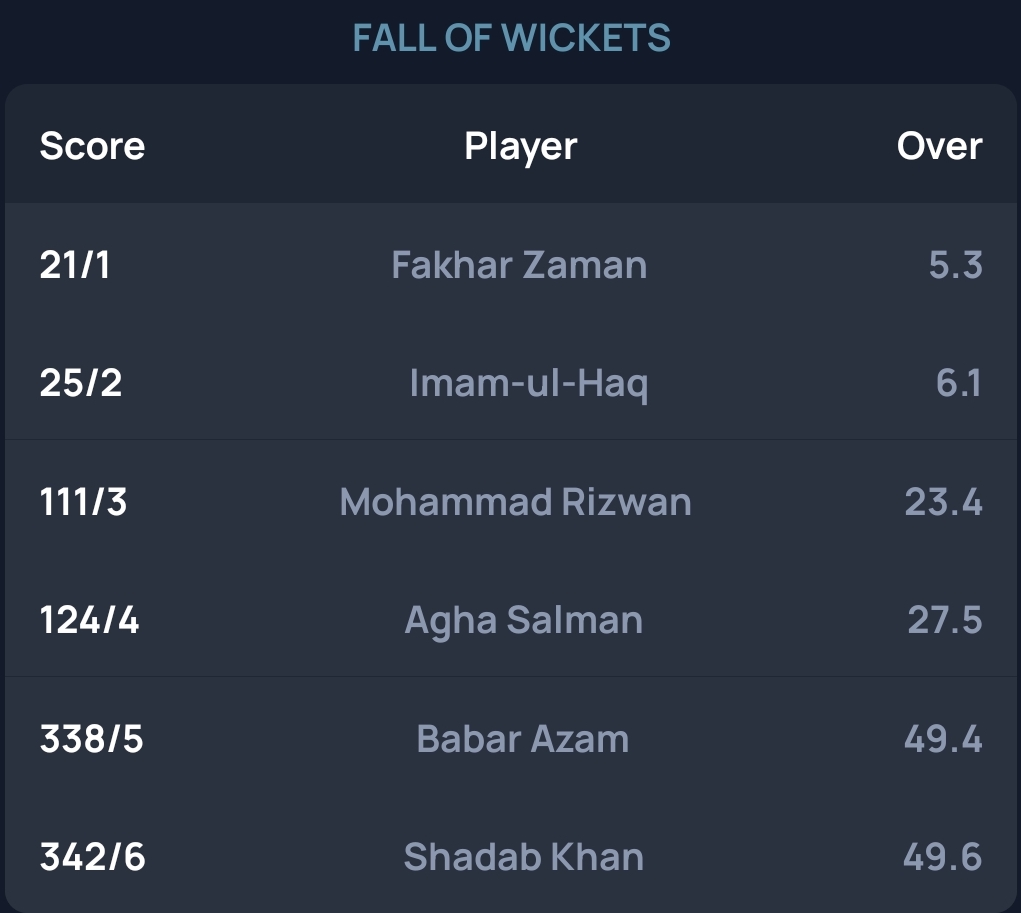 FALL OF WICKETS
Score Player Over
21/1 Fakhar Zaman 5.3
25/2 Imam-ul-Haq 6.1
111/3 Mohammad Rizwan 23.4
124/4 Agha Salman 27.5
338/5 Babar Azam 49.4
342/6 Shadab Khan 49.6